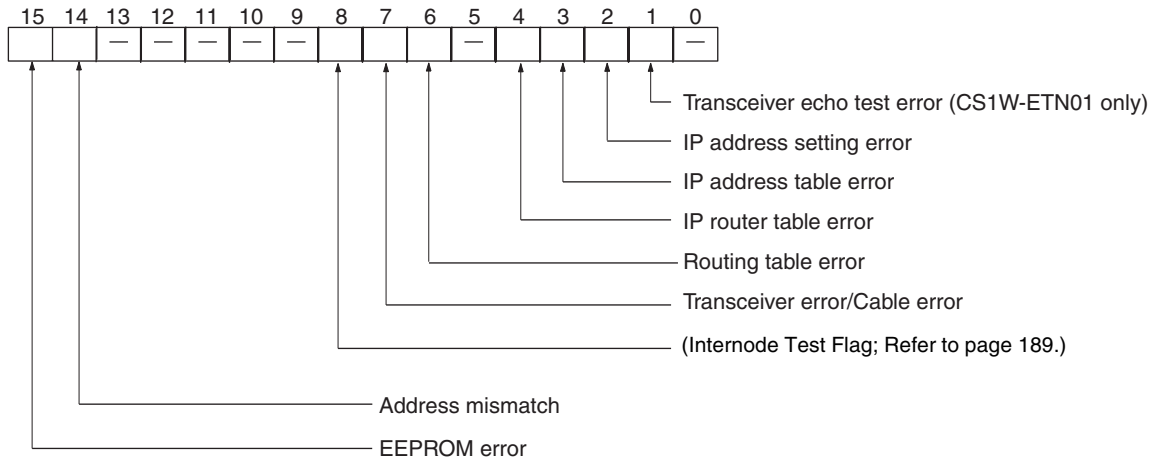 15 14 13 12 11 10 9 8 7 6 5 4 3 2 1 0
— — — — — — —
Transceiver echo test error (CS1W-ETN01 only)
IP address setting error
IP address table error
IP router table error
Routing table error
Transceiver error/Cable error
(Internode Test Flag; Refer to page 189.)
Address mismatch
EEPROM error